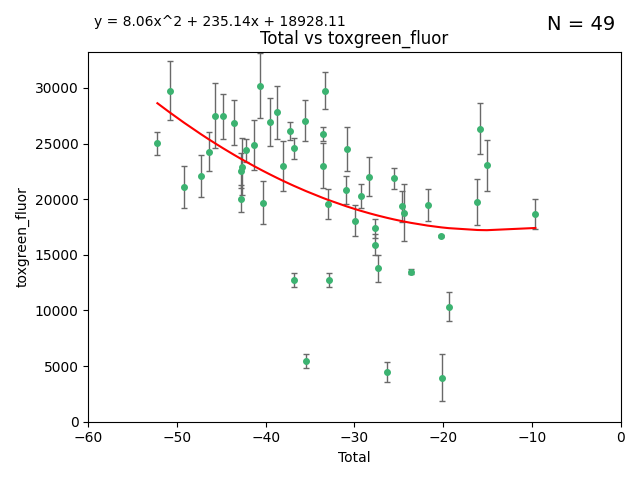 y = 8.06x^2 + 235.14x + 18928.11
N = 49
Total vs toxgreen_fluor
toxgreen_fluor
30000
25000
20000
15000
10000
5000
0
−60
−50
−40
−30
−20
−10
0
Total